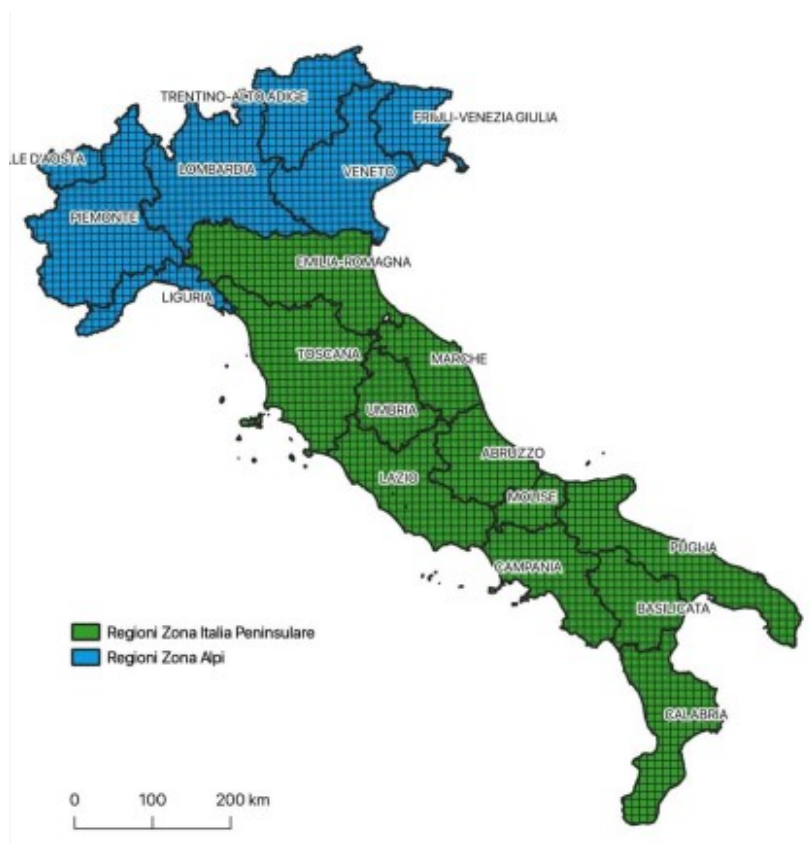 TRENTINO-ALTO ADIGE
FRIULI-VENEZIA GIULIA
LLE D'AOSTA
LOMBARDIA
VENETO
PIEMONTE
EMILIA-ROMAGNA
LIGURIA
TOSCANA
MARCHE
UMBRIA
ABRUZZO
LAZIO
MOLISE
PUGLIA
CAMPANIA
BASILICATA
Regioni Zona Italia Peninsulare
Regioni Zona Alpi
CALABRIA
0 100 200 km